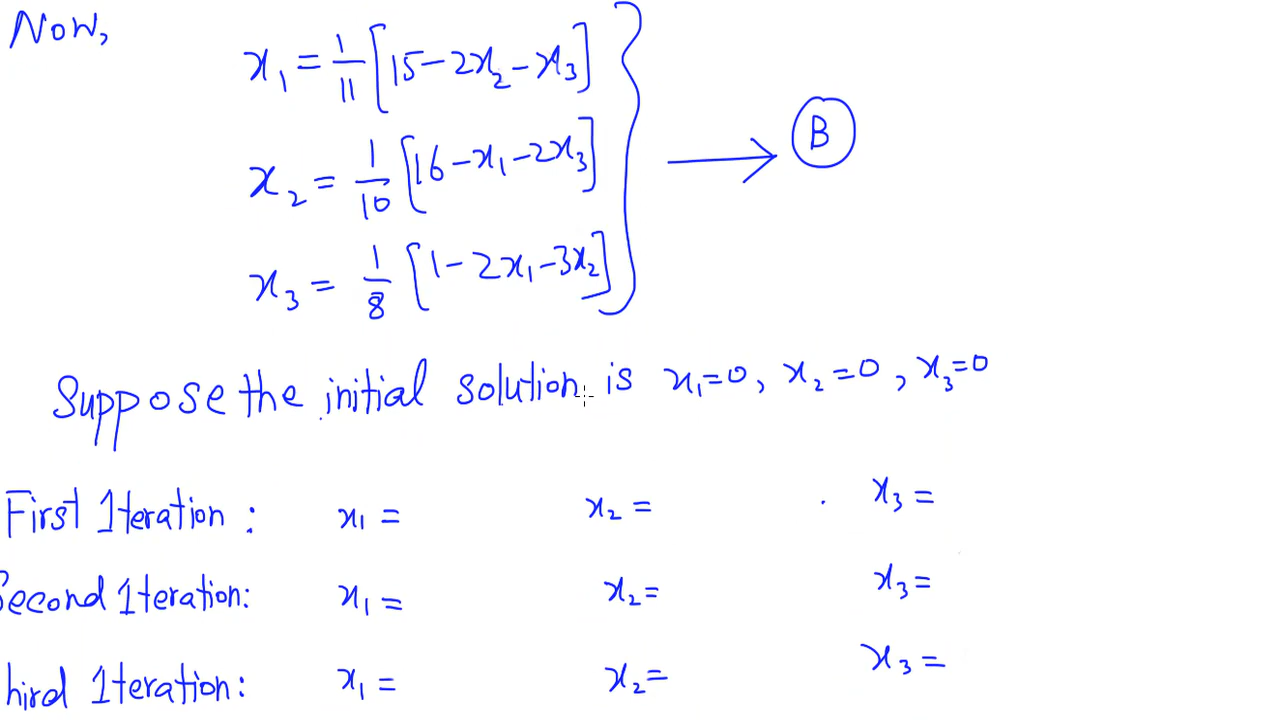 Now,
x₁ = 1/11 [15 - 2x₂ - x₃]
x₂ = 1/10 [16 - x₁ - 2x₃]
x₃ = 1/8 [1 - 2x₁ - 3x₂]
→ B
Suppose the initial solution is x₁=0, x₂=0, x₃=0
First Iteration: x₁ = x₂ = x₃ =
Second Iteration: x₁ = x₂ = x₃ =
hird Iteration: x₁ = x₂ = x₃ =